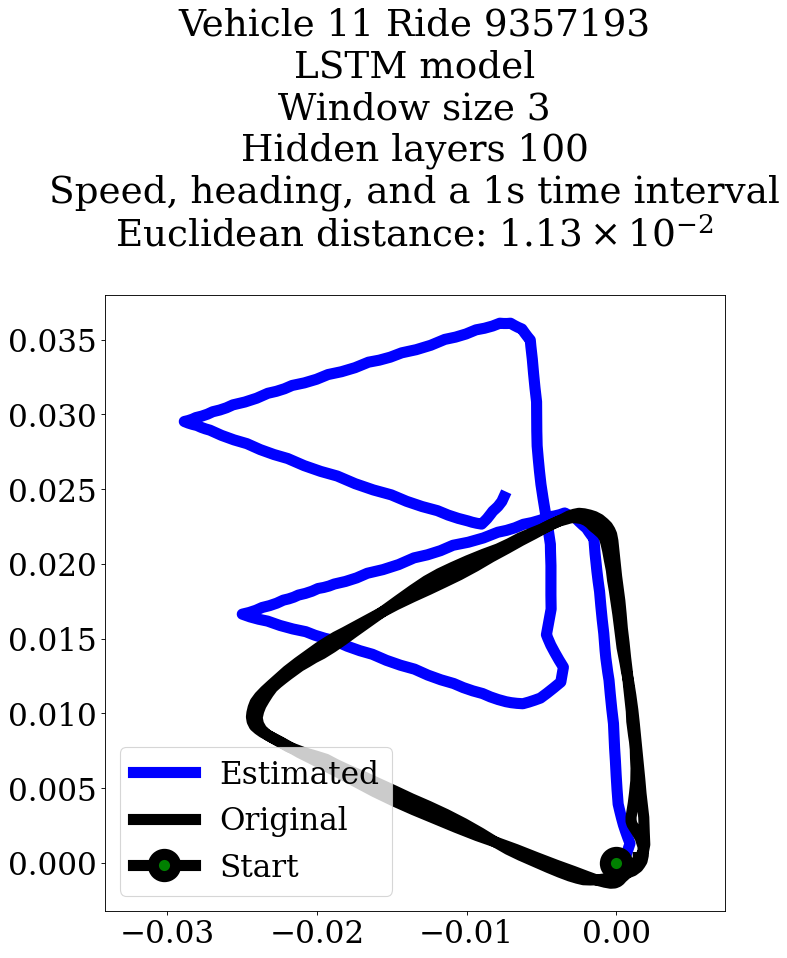 Vehicle 11 Ride 9357193
LSTM model
Window size 3
Hidden layers 100
Speed, heading, and a 1s time interval
Euclidean distance: 1.13 × 10⁻²
0.035
0.030
0.025
0.020
0.015
0.010
0.005
0.000
Estimated
Original
Start
−0.03 −0.02 −0.01 0.00